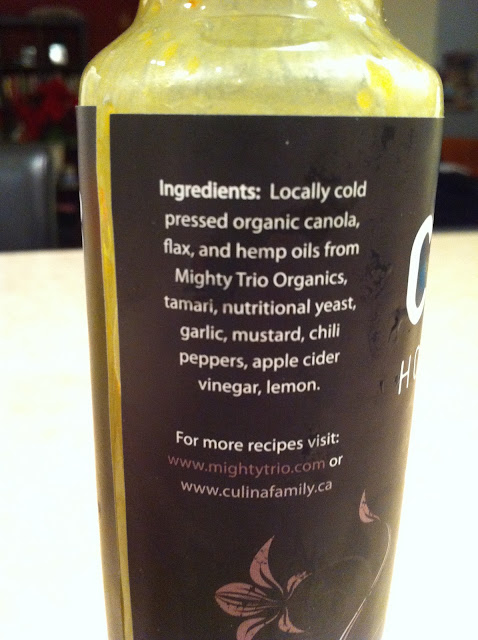 Ingredients: Locally cold
pressed organic canola,
flax, and hemp oils from
Mighty Trio Organics,
tamari, nutritional yeast,
garlic, mustard, chili
peppers, apple cider
vinegar, lemon.
For more recipes visit:
www.mightytrio.com or
www.culinafamily.ca